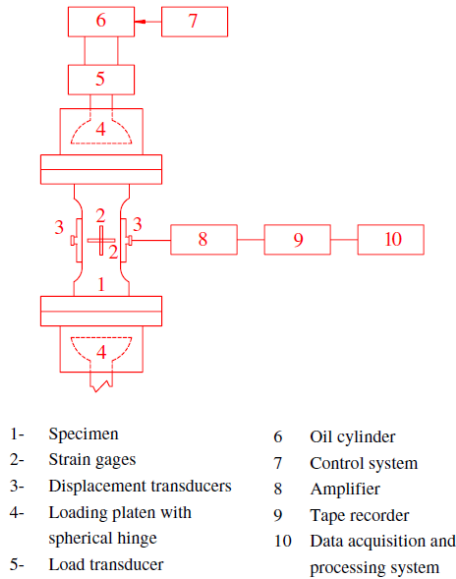 6
7
5
4
3
2
3
2
8
9
10
1
4
1- Specimen
2- Strain gages
3- Displacement transducers
4- Loading platen with
spherical hinge
5- Load transducer
6 Oil cylinder
7 Control system
8 Amplifier
9 Tape recorder
10 Data acquisition and
processing system